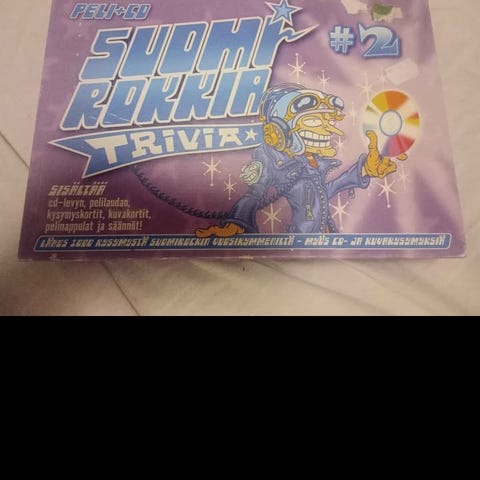 PELI+CD
SUOMI
ROKKIA
#2
TRIVIA
SISÄLTÄÄ
cd-levyn, pelilaudan,
kysymyskortit, kuvakortit,
pelinappulat ja säännöt!
LÄHES 1000 KYSYMYSTÄ SUOMIROCKIN VUOSIKYMMENILTÄ - MYÖS CD- JA KUVAKYSYMYKSIÄ